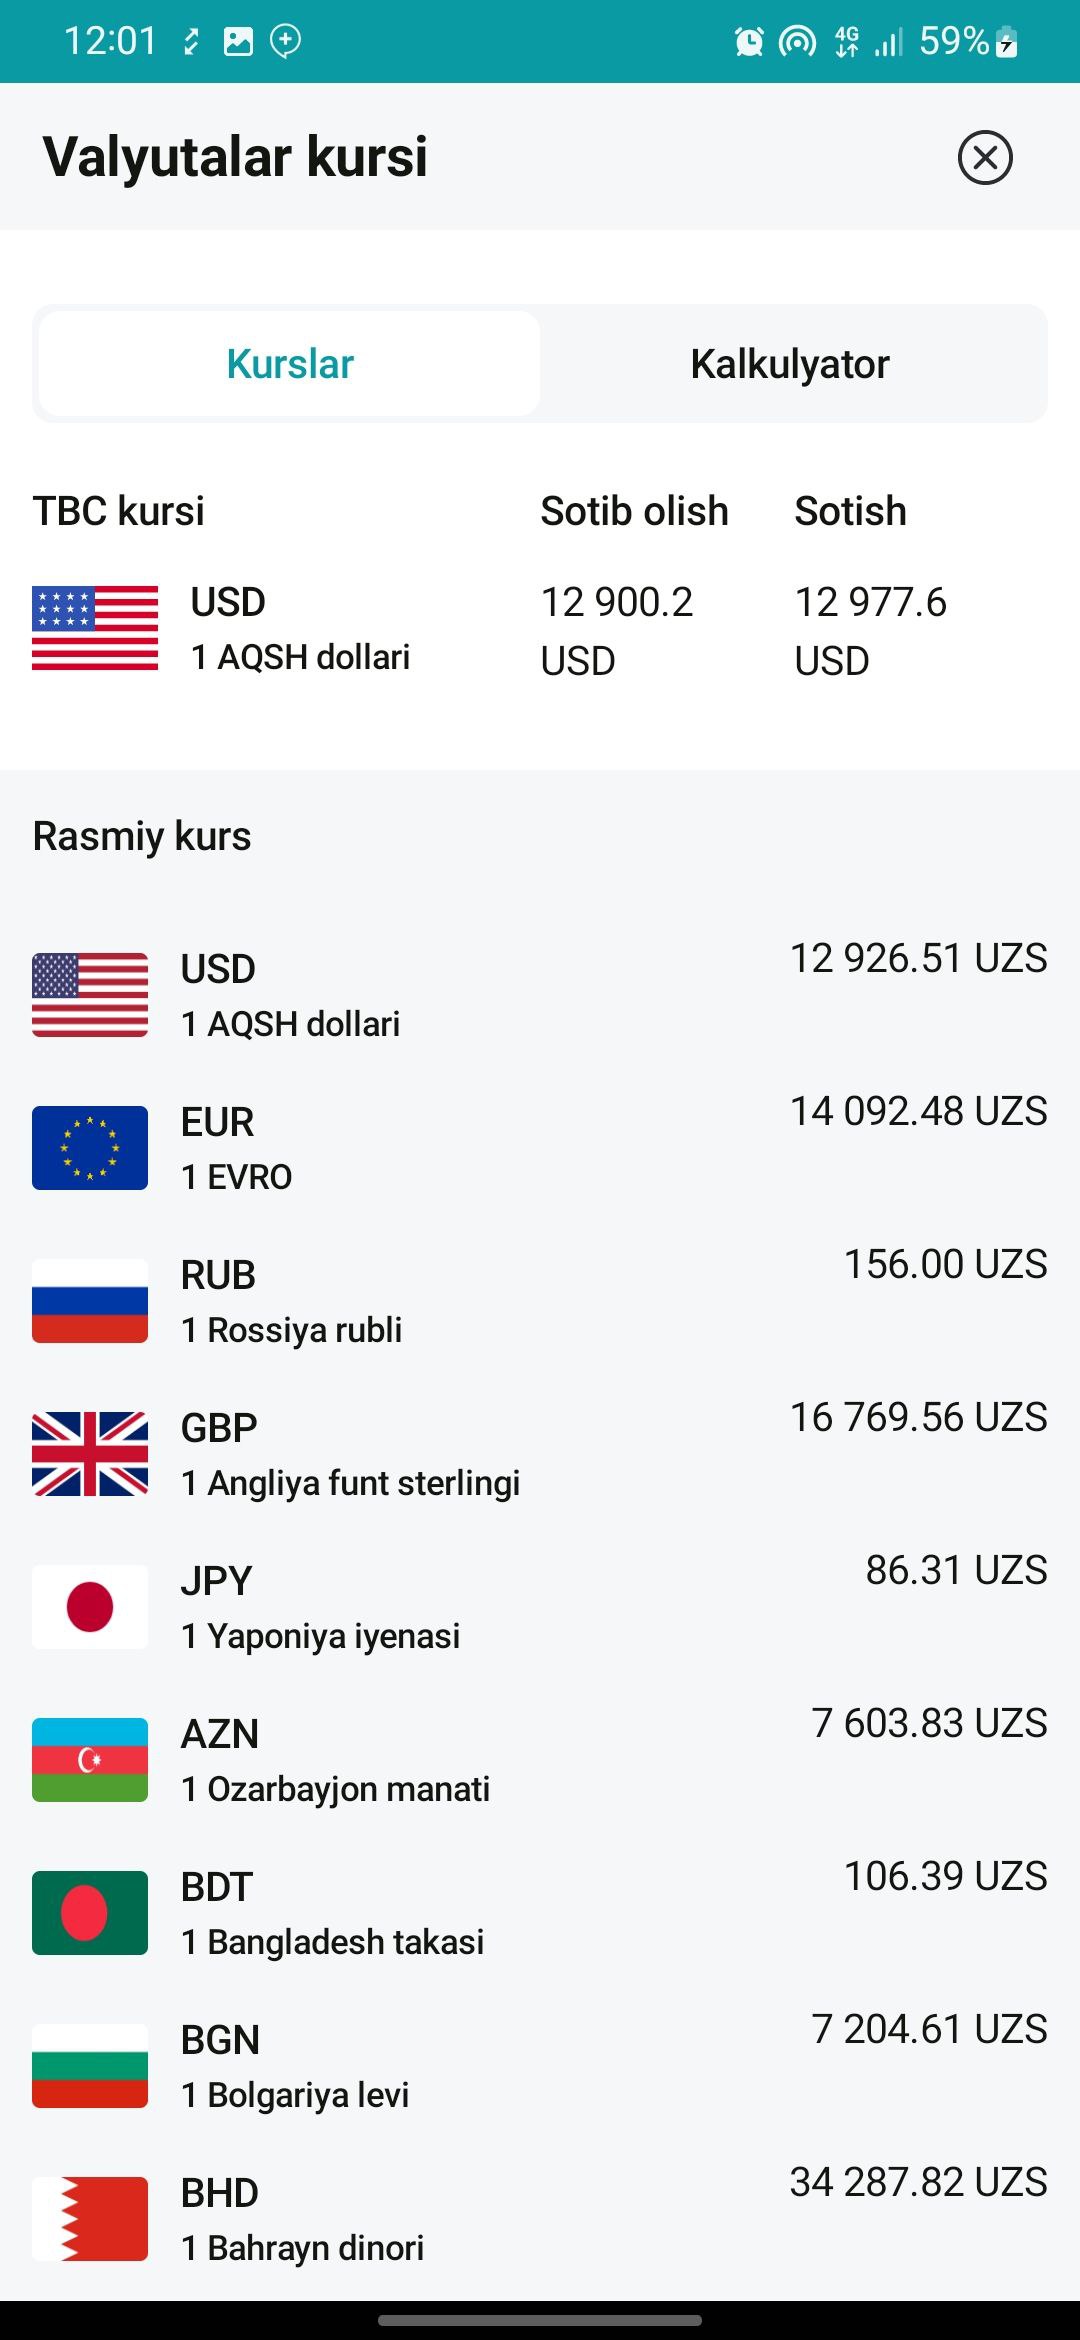 12:01 4G 59%
Valyutalar kursi
Kurslar Kalkulyator
TBC kursi Sotib olish Sotish
USD 12 900.2 12 977.6
1 AQSH dollari USD USD
Rasmiy kurs
USD 12 926.51 UZS
1 AQSH dollari
EUR 14 092.48 UZS
1 EVRO
RUB 156.00 UZS
1 Rossiya rubli
GBP 16 769.56 UZS
1 Angliya funt sterlingi
JPY 86.31 UZS
1 Yaponiya iyenasi
AZN 7 603.83 UZS
1 Ozarbayjon manati
BDT 106.39 UZS
1 Bangladesh takasi
BGN 7 204.61 UZS
1 Bolgariya levi
BHD 34 287.82 UZS
1 Bahrayn dinori